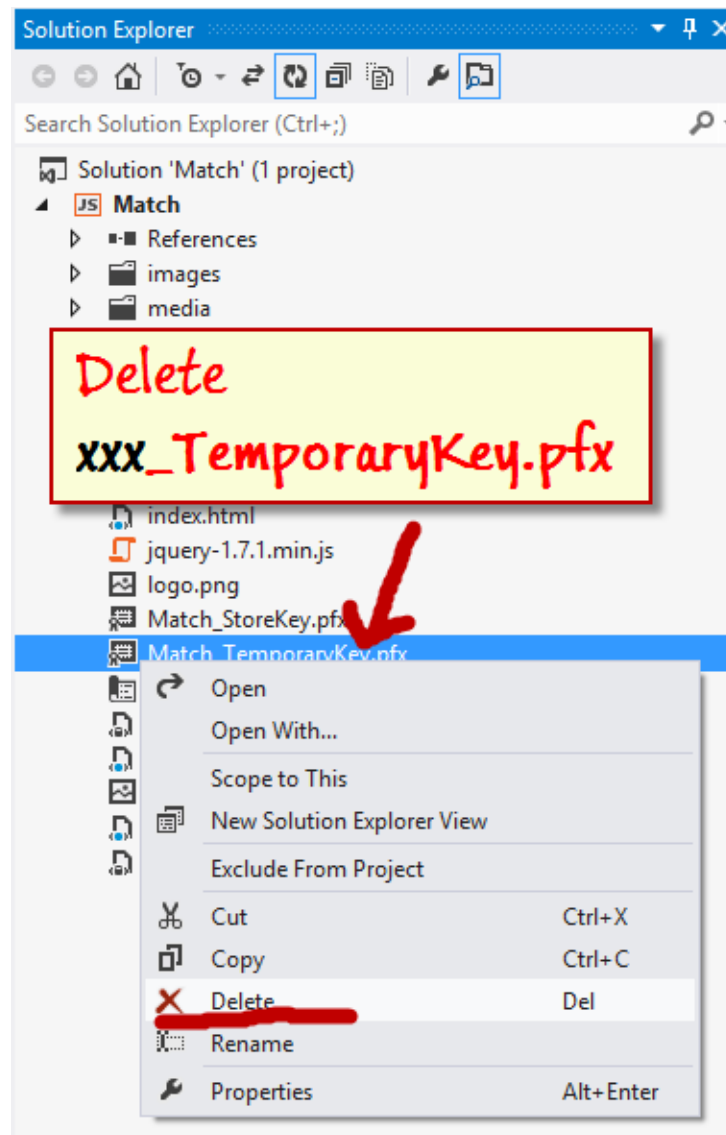 Solution Explorer
Search Solution Explorer (Ctrl+;)
Solution 'Match' (1 project)
JS Match
References
images
media
Delete
xxx_TemporaryKey.pfx
index.html
jquery-1.7.1.min.js
logo.png
Match_StoreKey.pfx
Match_TemporaryKey.pfx
Open
Open With...
Scope to This
New Solution Explorer View
Exclude From Project
Cut Ctrl+X
Copy Ctrl+C
Delete Del
Rename
Properties Alt+Enter